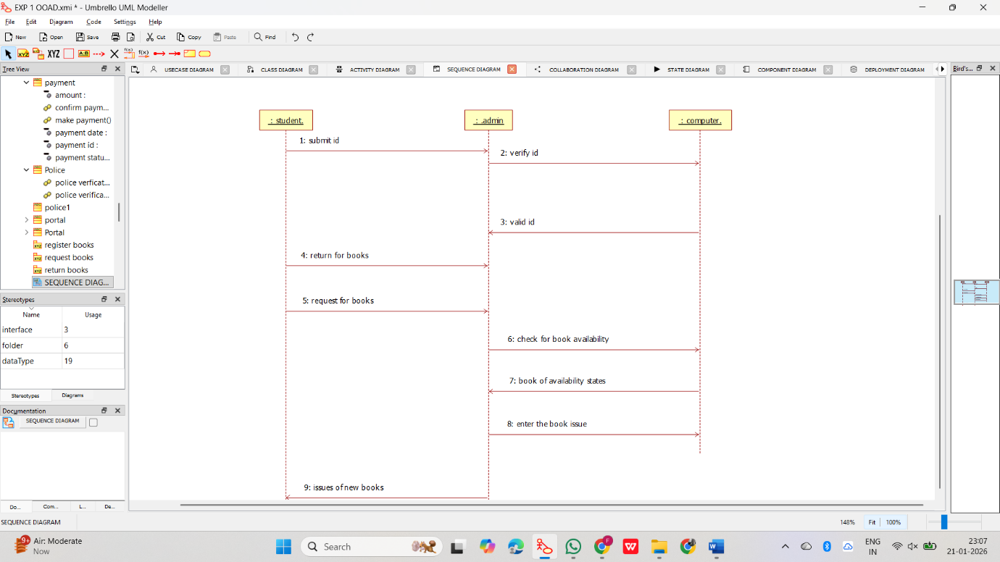 EXP 1 OOAD.xmi * - Umbrello UML Modeller
File Edit Diagram Code Settings Help
New Open Save Cut Copy Paste Find
XYZ XYZ A:B f(x) f(x)
Tree View
USECASE DIAGRAM CLASS DIAGRAM ACTIVITY DIAGRAM SEQUENCE DIAGRAM COLLABORATION DIAGRAM STATE DIAGRAM COMPONENT DIAGRAM DEPLOYMENT DIAGRAM
Bird's...
payment
amount :
confirm paym...
make payment()
payment date :
payment id :
payment statu...
Police
police verficat...
police verifica...
police1
portal
Portal
register books
request books
return books
SEQUENCE DIAG...
Stereotypes
Name Usage
interface 3
folder 6
dataType 19
Stereotypes Diagrams
Documentation
SEQUENCE DIAGRAM
Do... Com... L... De...
: student.
: .admin
: computer.
1: submit id
2: verify id
3: valid id
4: return for books
5: request for books
6: check for book availability
7: book of availability states
8: enter the book issue
9: issues of new books
SEQUENCE DIAGRAM
148% Fit 100%
9+
Air: Moderate
Now
Search
F
W
ENG
IN
23:07
21-01-2026